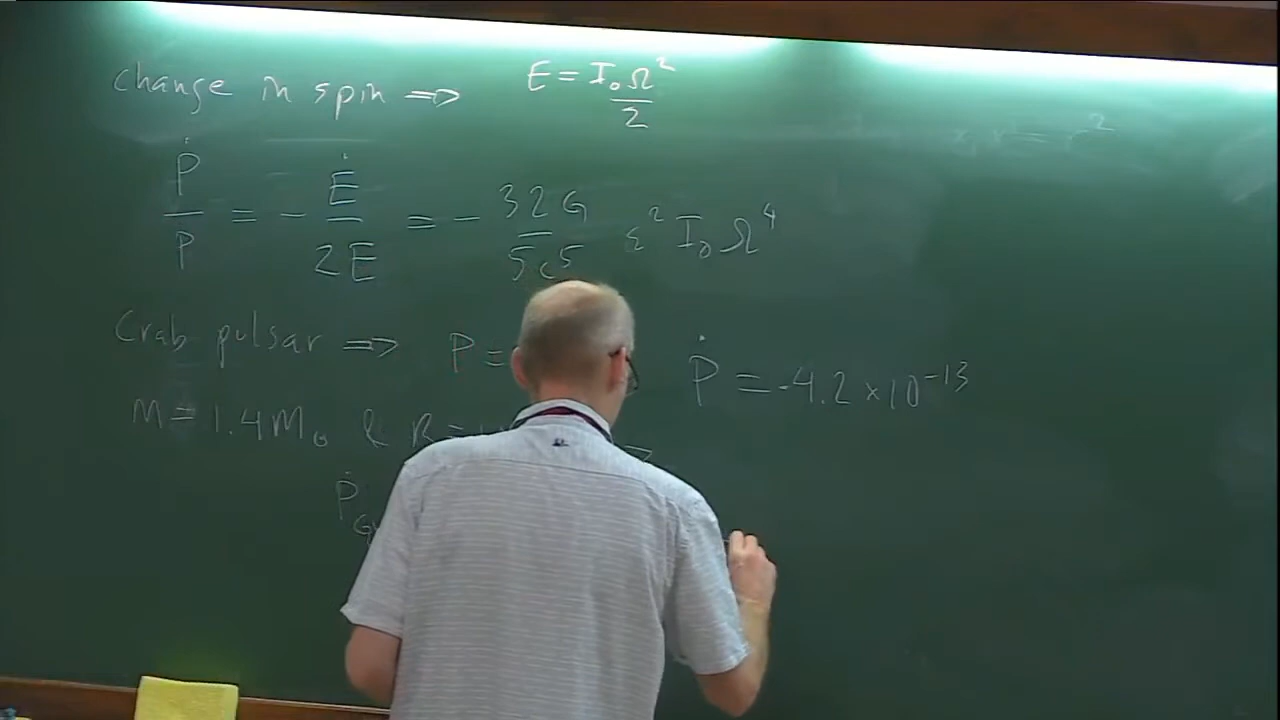 change in spin ⇒ E = I₀Ω²/2
Ṗ/P = - Ė/2E = - 32G/5c⁵ ε² I₀ Ω⁴
Crab pulsar ⇒ P = Ṗ = -4.2 × 10⁻¹³
M = 1.4 M⊙ & R =
Ṗ